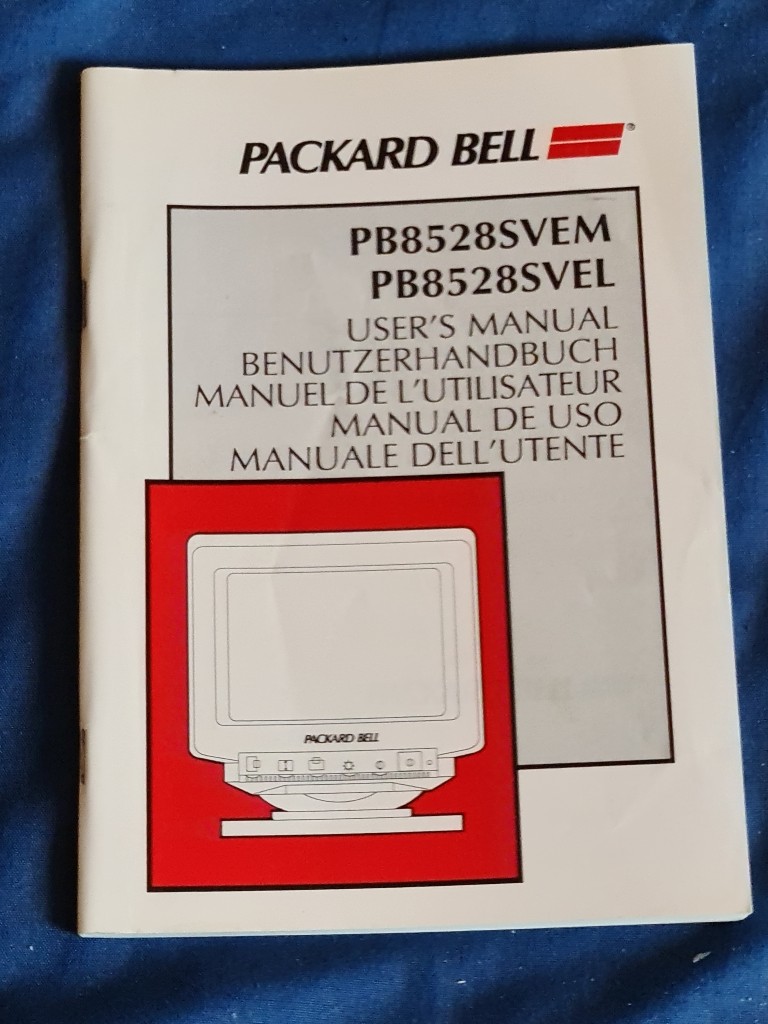 PACKARD BELL ®
PB8528SVEM
PB8528SVEL
USER'S MANUAL
BENUTZERHANDBUCH
MANUEL DE L'UTILISATEUR
MANUAL DE USO
MANUALE DELL'UTENTE
PACKARD BELL